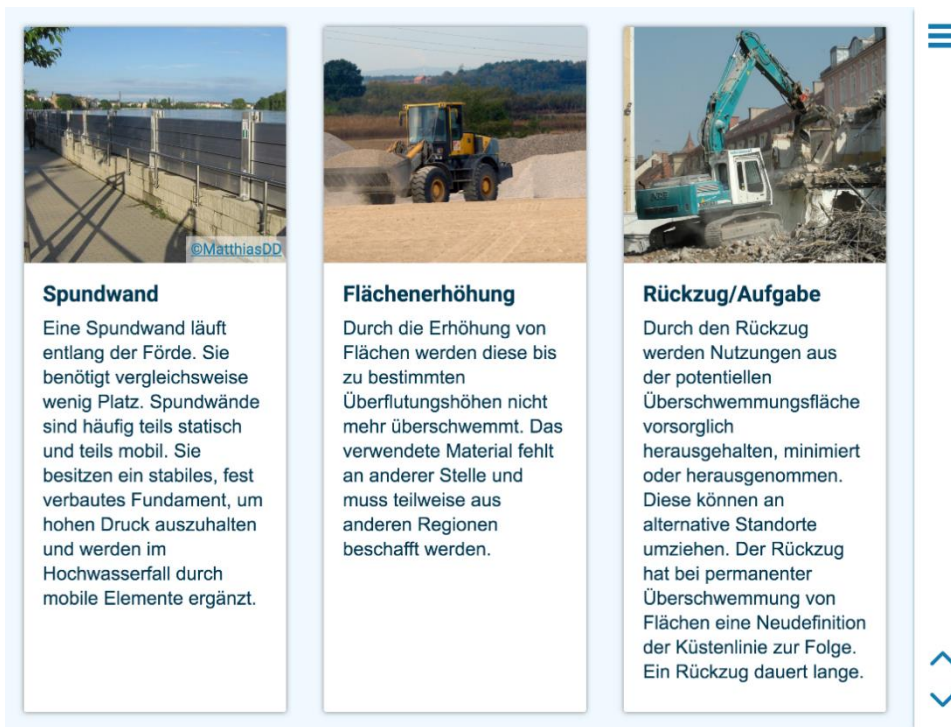 ©MatthiasDD
Spundwand
Eine Spundwand läuft
entlang der Förde. Sie
benötigt vergleichsweise
wenig Platz. Spundwände
sind häufig teils statisch
und teils mobil. Sie
besitzen ein stabiles, fest
verbautes Fundament, um
hohen Druck auszuhalten
und werden im
Hochwasserfall durch
mobile Elemente ergänzt.
Flächenerhöhung
Durch die Erhöhung von
Flächen werden diese bis
zu bestimmten
Überflutungshöhen nicht
mehr überschwemmt. Das
verwendete Material fehlt
an anderer Stelle und
muss teilweise aus
anderen Regionen
beschafft werden.
Rückzug/Aufgabe
Durch den Rückzug
werden Nutzungen aus
der potentiellen
Überschwemmungsfläche
vorsorglich
herausgehalten, minimiert
oder herausgenommen.
Diese können an
alternative Standorte
umziehen. Der Rückzug
hat bei permanenter
Überschwemmung von
Flächen eine Neudefinition
der Küstenlinie zur Folge.
Ein Rückzug dauert lange.